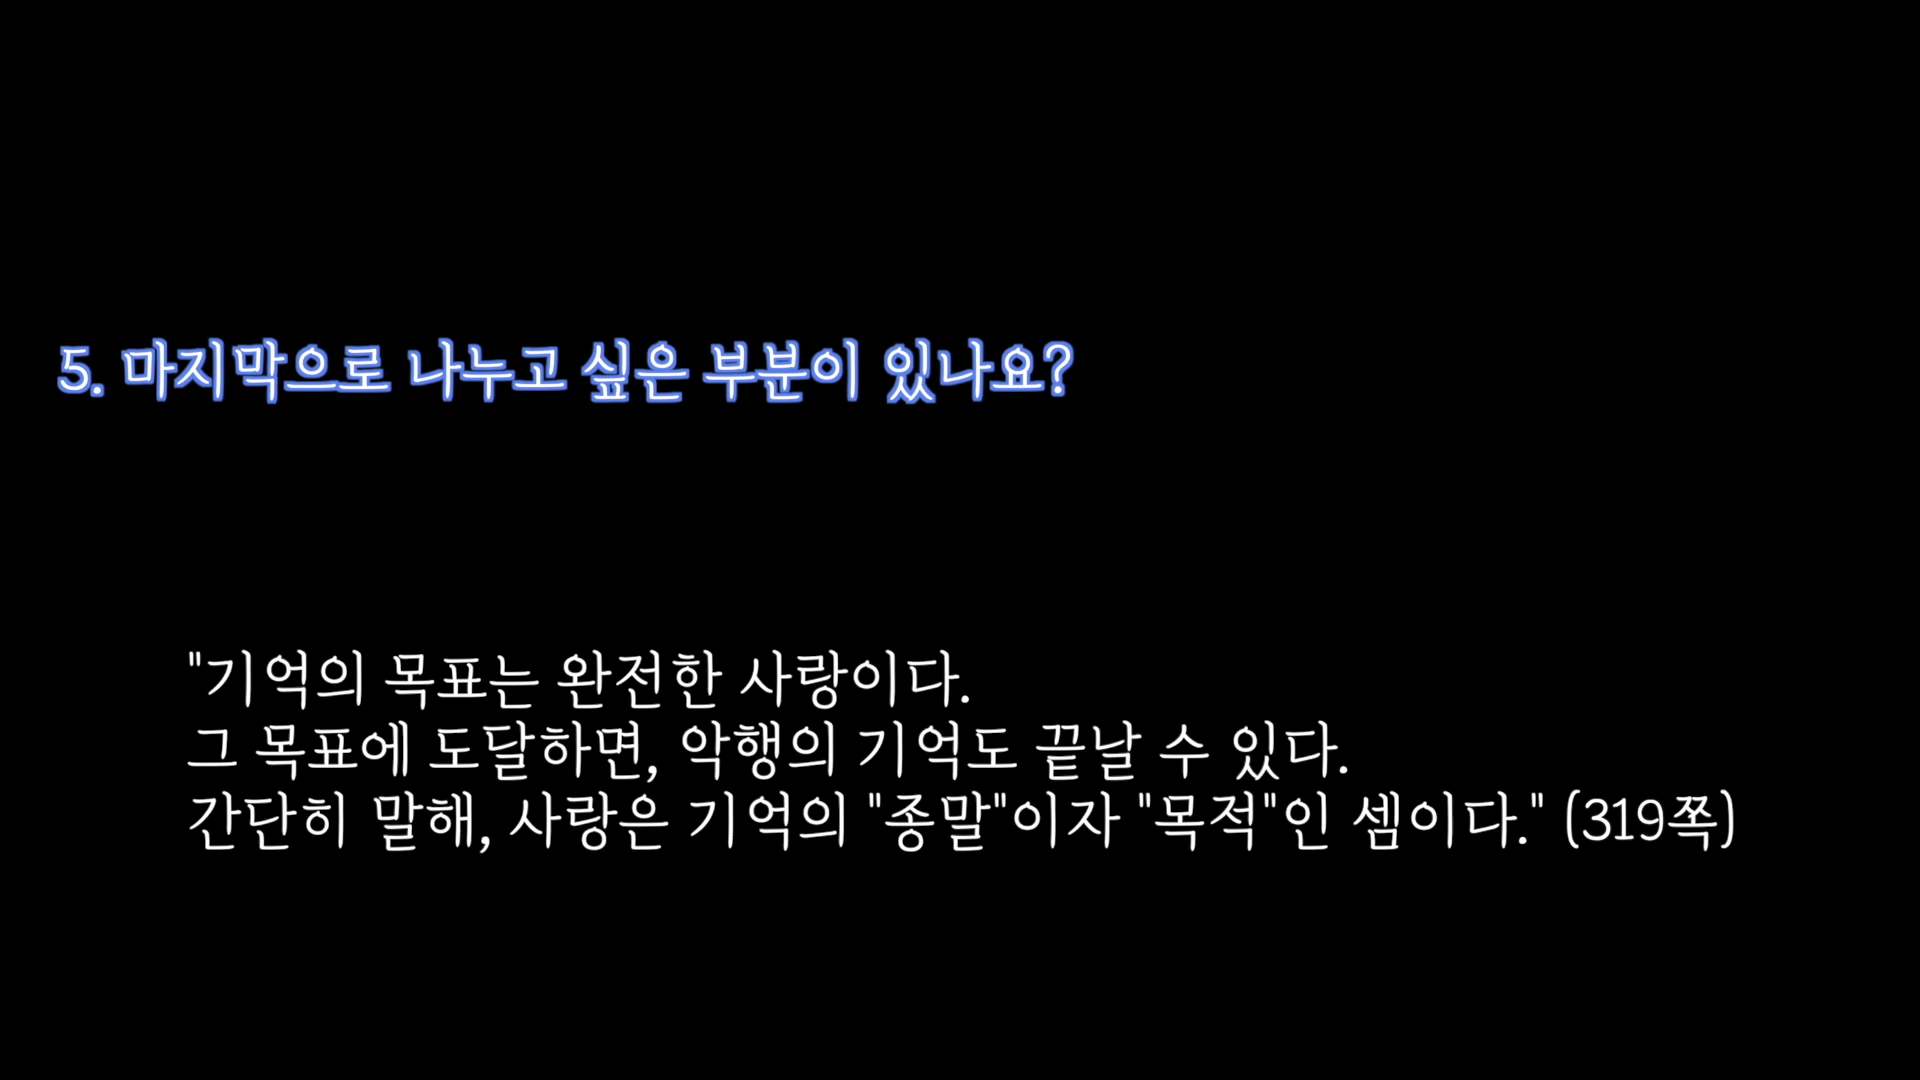 5. 마지막으로 나누고 싶은 부분이 있나요?
"기억의 목표는 완전한 사랑이다.
그 목표에 도달하면, 악행의 기억도 끝날 수 있다.
간단히 말해, 사랑은 기억의 "종말"이자 "목적"인 셈이다." (319쪽)